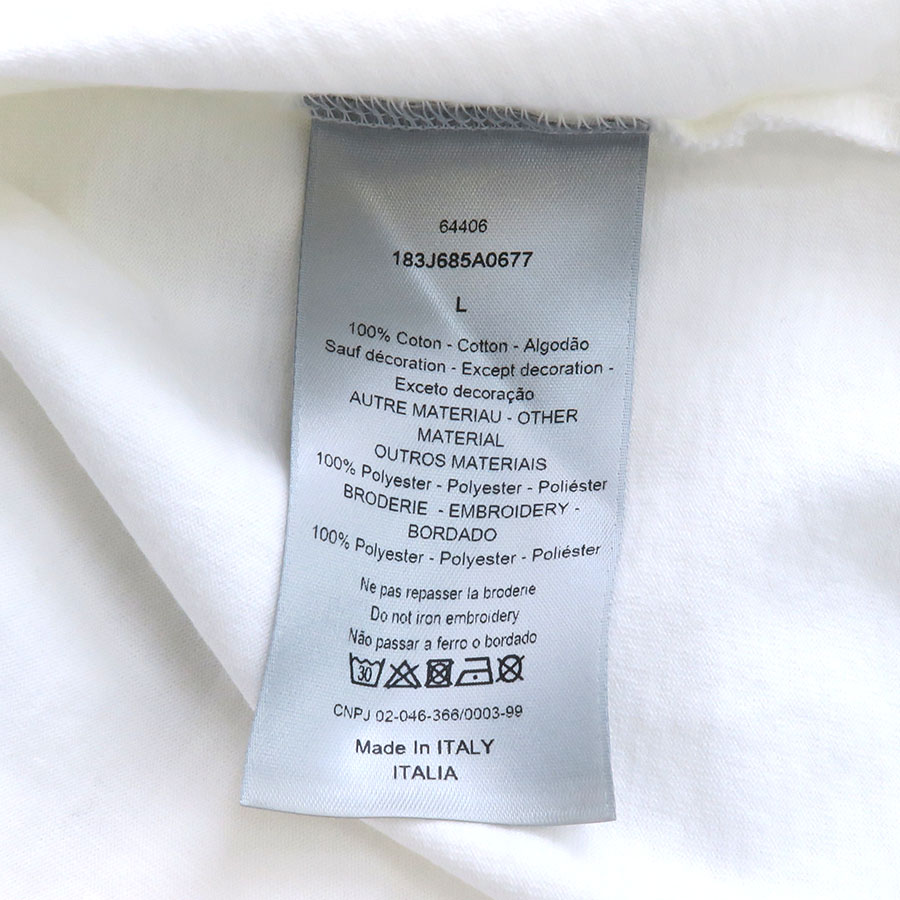 64406
183J685A0677
L
100% Coton - Cotton - Algodão
Sauf décoration - Except decoration -
Exceto decoração
AUTRE MATERIAU - OTHER
MATERIAL
OUTROS MATERIAIS
100% Polyester - Polyester - Poliéster
BRODERIE - EMBROIDERY -
BORDADO
100% Polyester - Polyester - Poliéster
Ne pas repasser la broderie
Do not iron embroidery
Não passar a ferro o bordado
30
CNPJ 02-046-366/0003-99
Made In ITALY
ITALIA